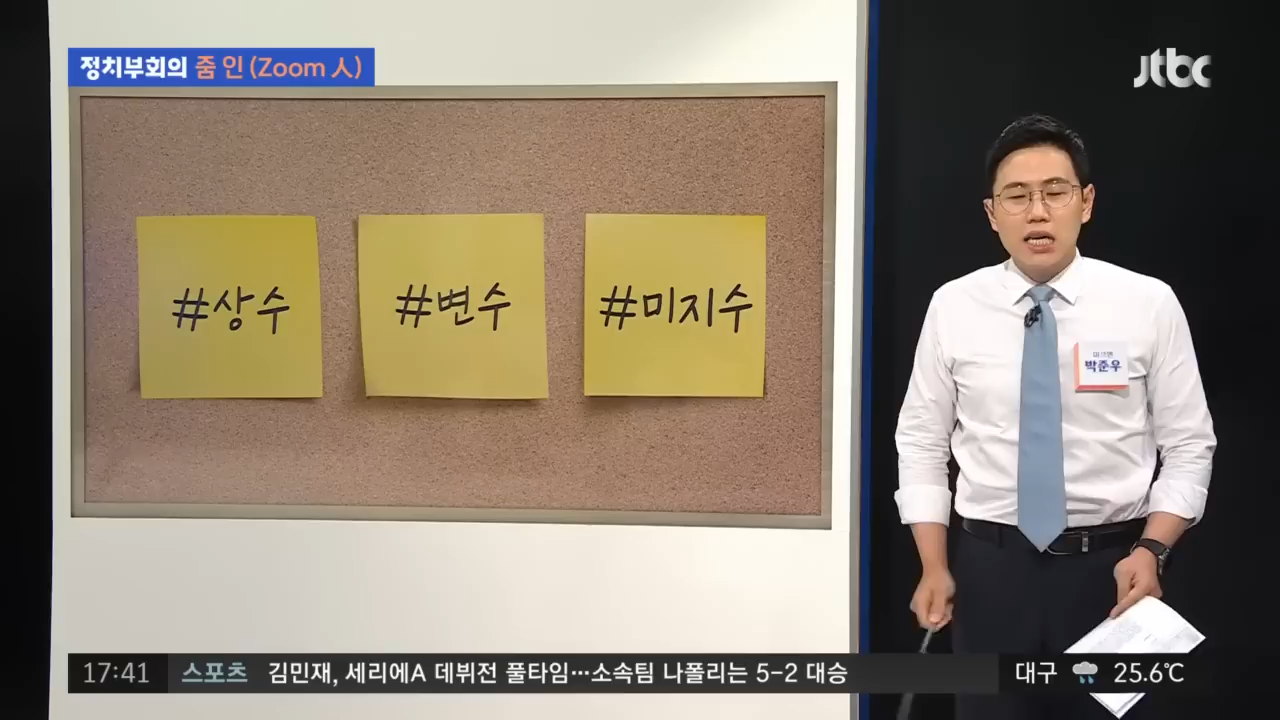 정치부회의 줌 인 (Zoom 人)
jtbc
#상수
#변수
#미지수
박준우
17:41 스포츠 김민재, 세리에A 데뷔전 풀타임…소속팀 나폴리는 5-2 대승 대구 25.6℃